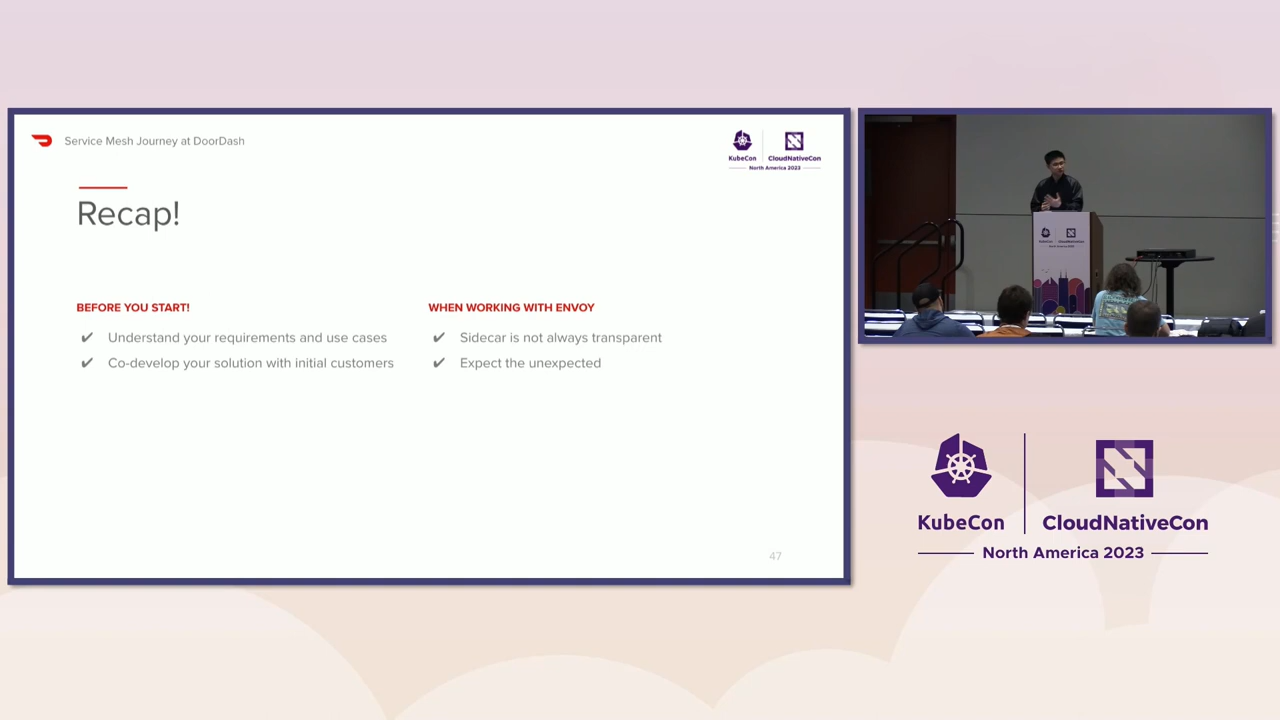 Service Mesh Journey at DoorDash
KubeCon
CloudNativeCon
North America 2023
Recap!
BEFORE YOU START!
✔ Understand your requirements and use cases
✔ Co-develop your solution with initial customers
WHEN WORKING WITH ENVOY
✔ Sidecar is not always transparent
✔ Expect the unexpected
47
KubeCon
CloudNativeCon
North America 2023